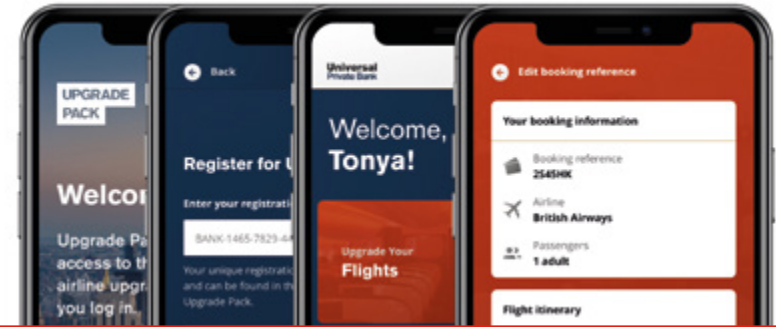 UPGRADE
PACK
Welco
Upgrade Pa
access to th
airline upgr
you log in.
Back
Register for U
Enter your registrati
BANK-1465-7829-4
Your unique registratio
and can be found in th
Upgrade Pack.
Universal
Private Bank
Welcome,
Tonya!
Upgrade Your
Flights
Edit booking reference
Your booking information
Booking reference
2S4SHK
Airline
British Airways
Passengers
1 adult
Flight itinerary